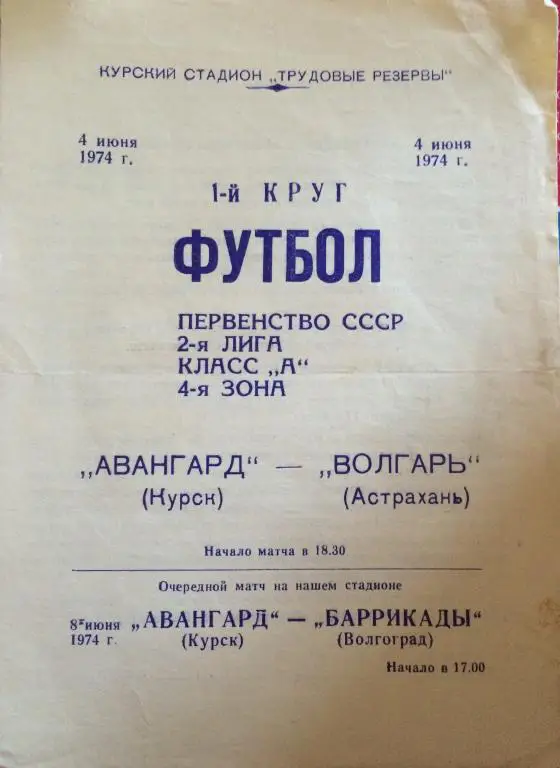 КУРСКИЙ СТАДИОН „ТРУДОВЫЕ РЕЗЕРВЫ"
4 июня
1974 г.
4 июня
1974 г.
1-й КРУГ
ФУТБОЛ
ПЕРВЕНСТВО СССР
2-я ЛИГА
КЛАСС „А"
4-я ЗОНА
„АВАНГАРД" — „ВОЛГАРЬ"
(Курск) (Астрахань)
Начало матча в 18.30
Очередной матч на нашем стадионе
8 июня
1974 г.
„АВАНГАРД" — „БАРРИКАДЫ"
(Курск) (Волгоград)
Начало в 17.00